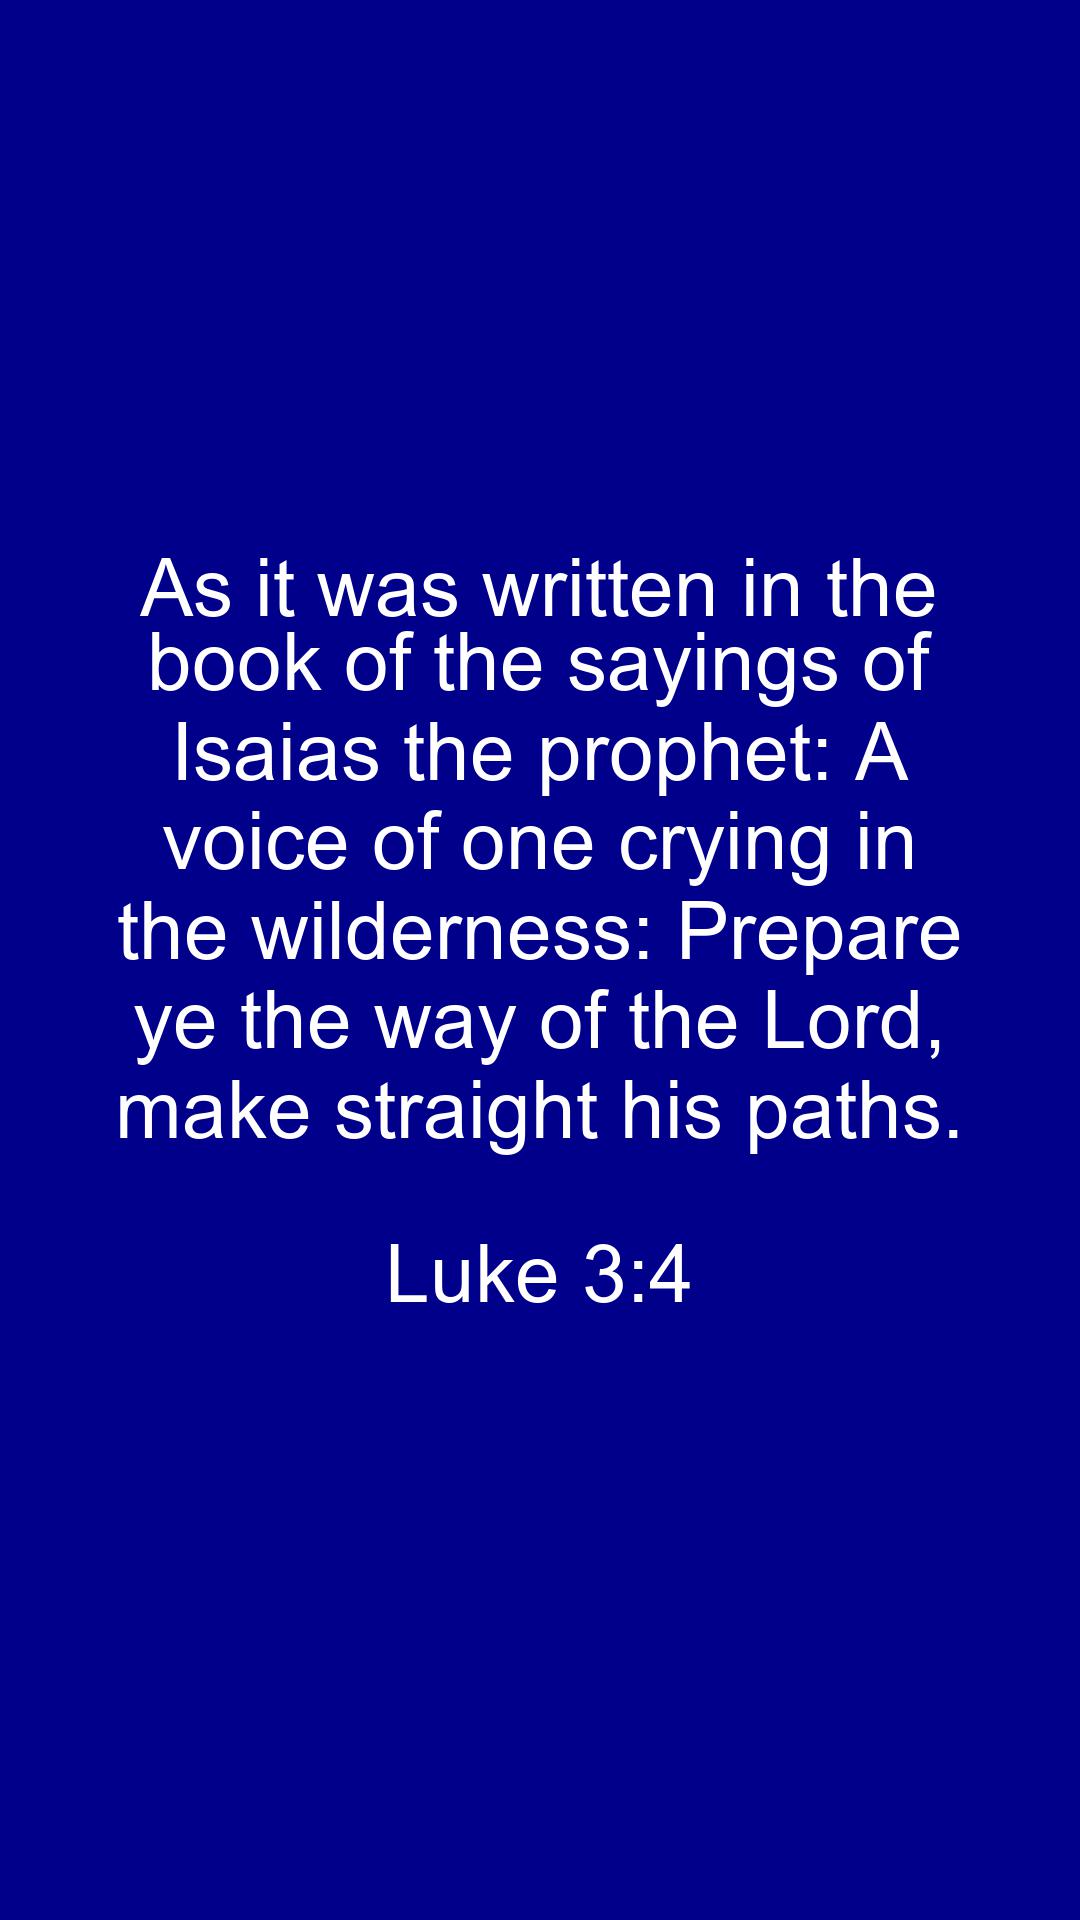 As it was written in the
book of the sayings of
Isaias the prophet: A
voice of one crying in
the wilderness: Prepare
ye the way of the Lord,
make straight his paths.
Luke 3:4